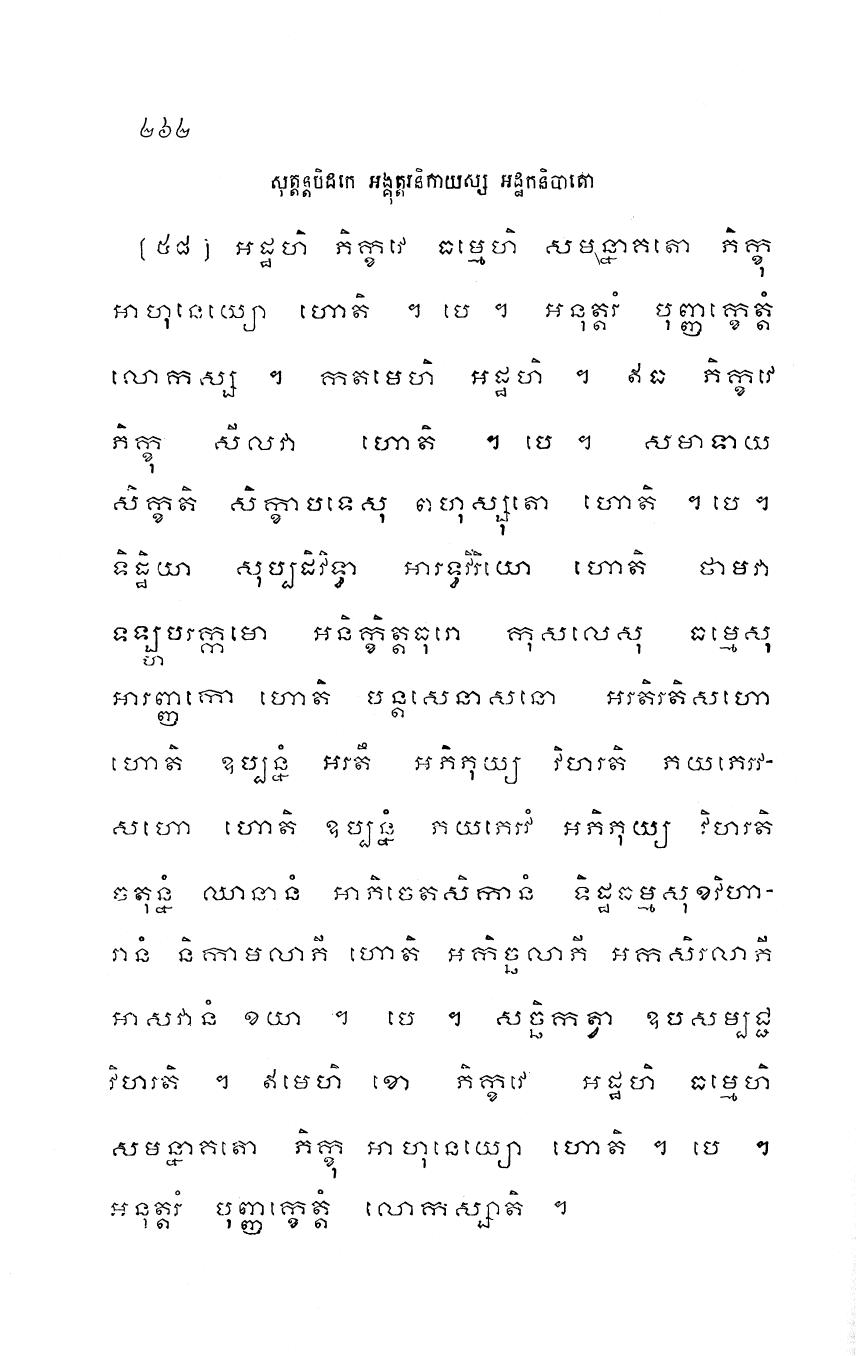 ២៦២
សុត្តន្តបិដកេ អង្គុត្តរនិកាយស្ស អដ្ឋកនិបាតោ
(៥៨) អដ្ឋហិ ភិក្ខវេ ធម្មេហិ សមន្នាគតោ ភិក្ខុ
អាហុនេយ្យោ ហោតិ ។ បេ ។ អនុត្តរំ បុញ្ញក្ខេត្តំ
លោកស្ស ។ កតមេហិ អដ្ឋហិ ។ ឥធ ភិក្ខវេ
ភិក្ខុ សីលវា ហោតិ ។ បេ ។ សមាទាយ
សិក្ខតិ សិក្ខាបទេសុ ពហុស្សុតោ ហោតិ ។ បេ ។
ទិដ្ឋិយា សុប្បដិវិទ្ធា អារទ្ធវីរិយោ ហោតិ ថាមវា
ទឡ្ហបរក្កមោ អនិក្ខិត្តធុរោ កុសលេសុ ធម្មេសុ
អារញ្ញកោ ហោតិ បន្តសេនាសនោ អរតិរតិសហោ
ហោតិ ឧប្បន្នំ អរតឹ អភិភុយ្យ វិហរតិ ភយភេរវ-
សហោ ហោតិ ឧប្បន្នំ ភយភេរវំ អភិភុយ្យ វិហរតិ
ចតុន្នំ ឈានានំ អាភិចេតសិកានំ ទិដ្ឋធម្មសុខវិហា-
រានំ និកាមលាភី ហោតិ អកិច្ឆលាភី អកសិរលាភី
អាសវានំ ខយា ។ បេ ។ សច្ឆិកត្វា ឧបសម្បជ្ជ
វិហរតិ ។ ឥមេហិ ខោ ភិក្ខវេ អដ្ឋហិ ធម្មេហិ
សមន្នាគតោ ភិក្ខុ អាហុនេយ្យោ ហោតិ ។ បេ ។
អនុត្តរំ បុញ្ញក្ខេត្តំ លោកស្សាតិ ។